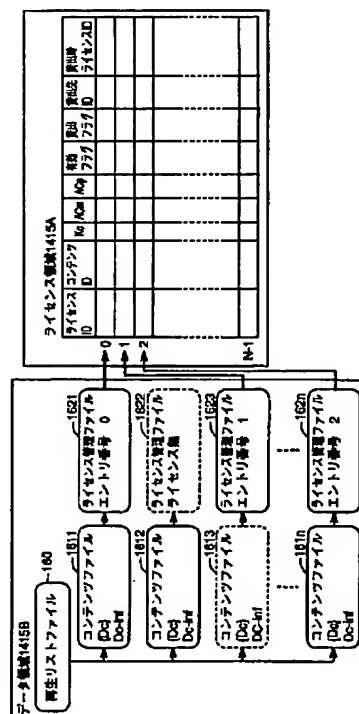 データ領域1415B
再生リストファイル
160
コンテンツファイル
{Dc}
Dc-inf
1611
ライセンス管理ファイル
エントリ番号 0
1621
コンテンツファイル
{Dc}
Dc-inf
1612
ライセンス管理ファイル
ライセンス無
1622
コンテンツファイル
{Dc}
DC-inf
1613
ライセンス管理ファイル
エントリ番号 1
1623
コンテンツファイル
{Dc}
Dc-inf
161n
ライセンス管理ファイル
エントリ番号 2
162n
ライセンス領域1415A
ライセンス ID
コンテンツ ID
Kc
ACm
ACp
有効フラグ
貸出フラグ
貸出先ID
貸出時ライセンスID
0
1
2
N-1